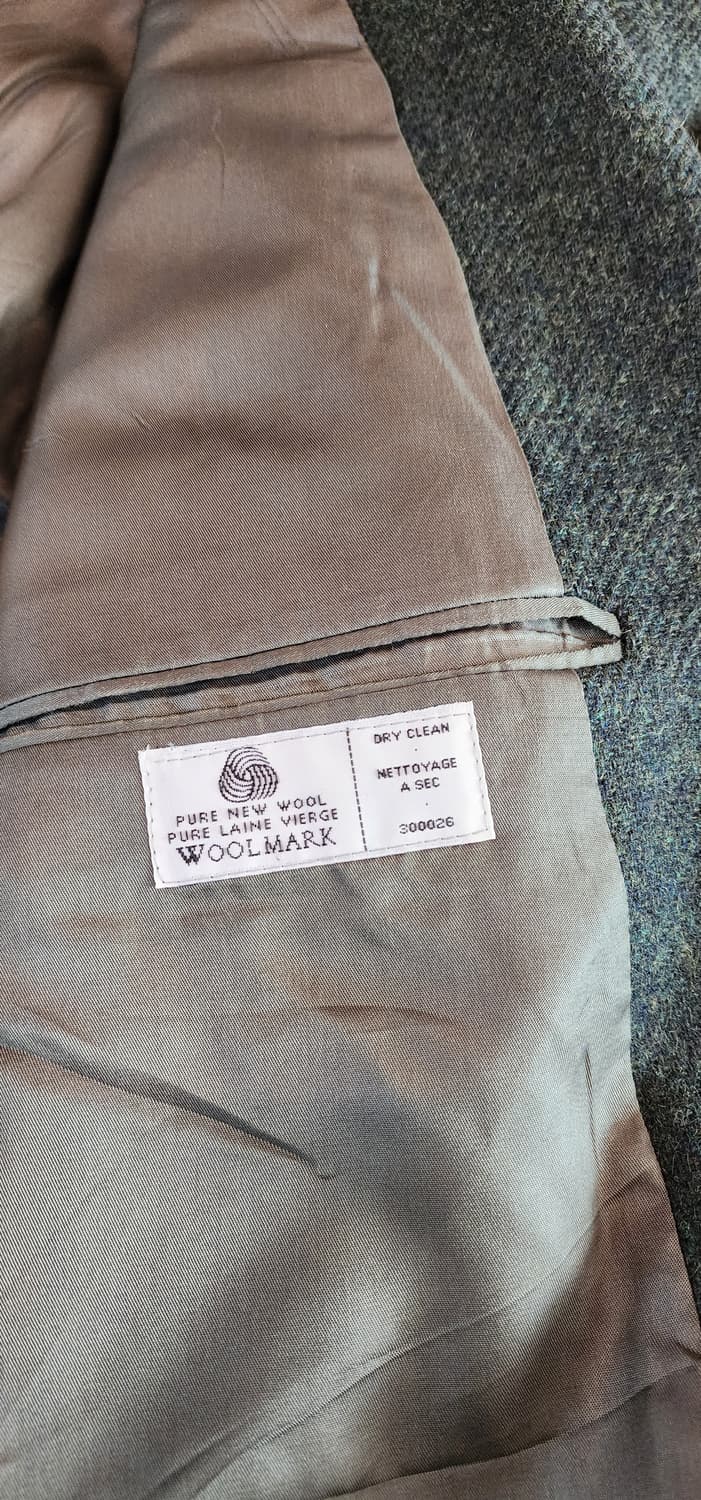 PURE NEW WOOL
PURE LAINE VIERGE
WOOLMARK
DRY CLEAN
NETTOYAGE
A SEC
300026